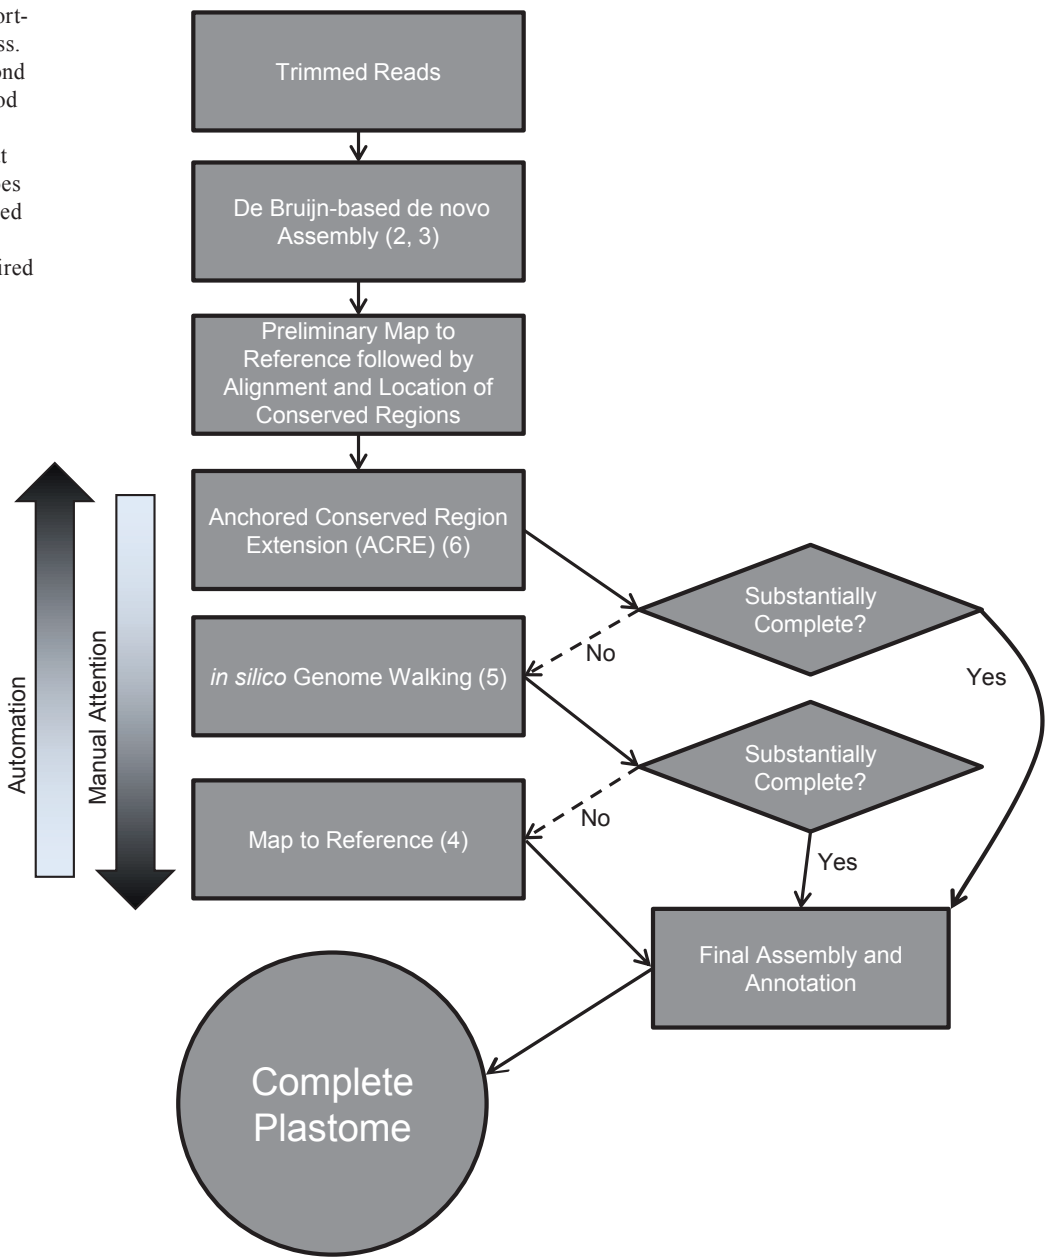 Trimmed Reads
De Bruijn-based de novo
Assembly (2, 3)
Preliminary Map to
Reference followed by
Alignment and Location of
Conserved Regions
Anchored Conserved Region
Extension (ACRE) (6)
Substantially
Complete?
No
Yes
in silico Genome Walking (5)
Substantially
Complete?
No
Yes
Map to Reference (4)
Final Assembly and
Annotation
Complete
Plastome
Automation
Manual Attention